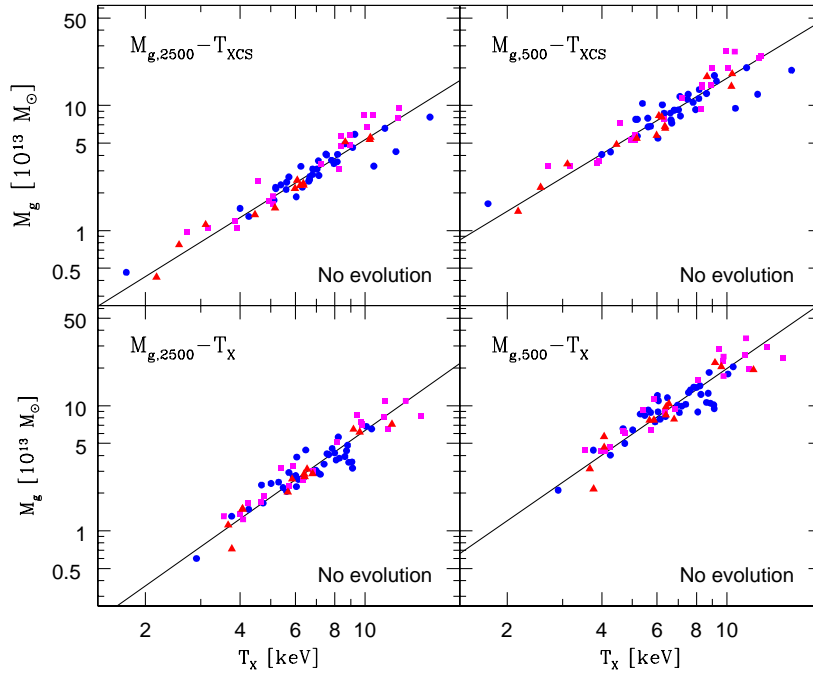 50
M_g,2500−T_XCS
M_g,500−T_XCS
10
5
M_g [10^13 M_⊙]
1
0.5
No evolution
No evolution
50
M_g,2500−T_X
M_g,500−T_X
10
5
M_g [10^13 M_⊙]
1
0.5
No evolution
No evolution
2 4 6 8 10 2 4 6 8 10
T_X [keV] T_X [keV]